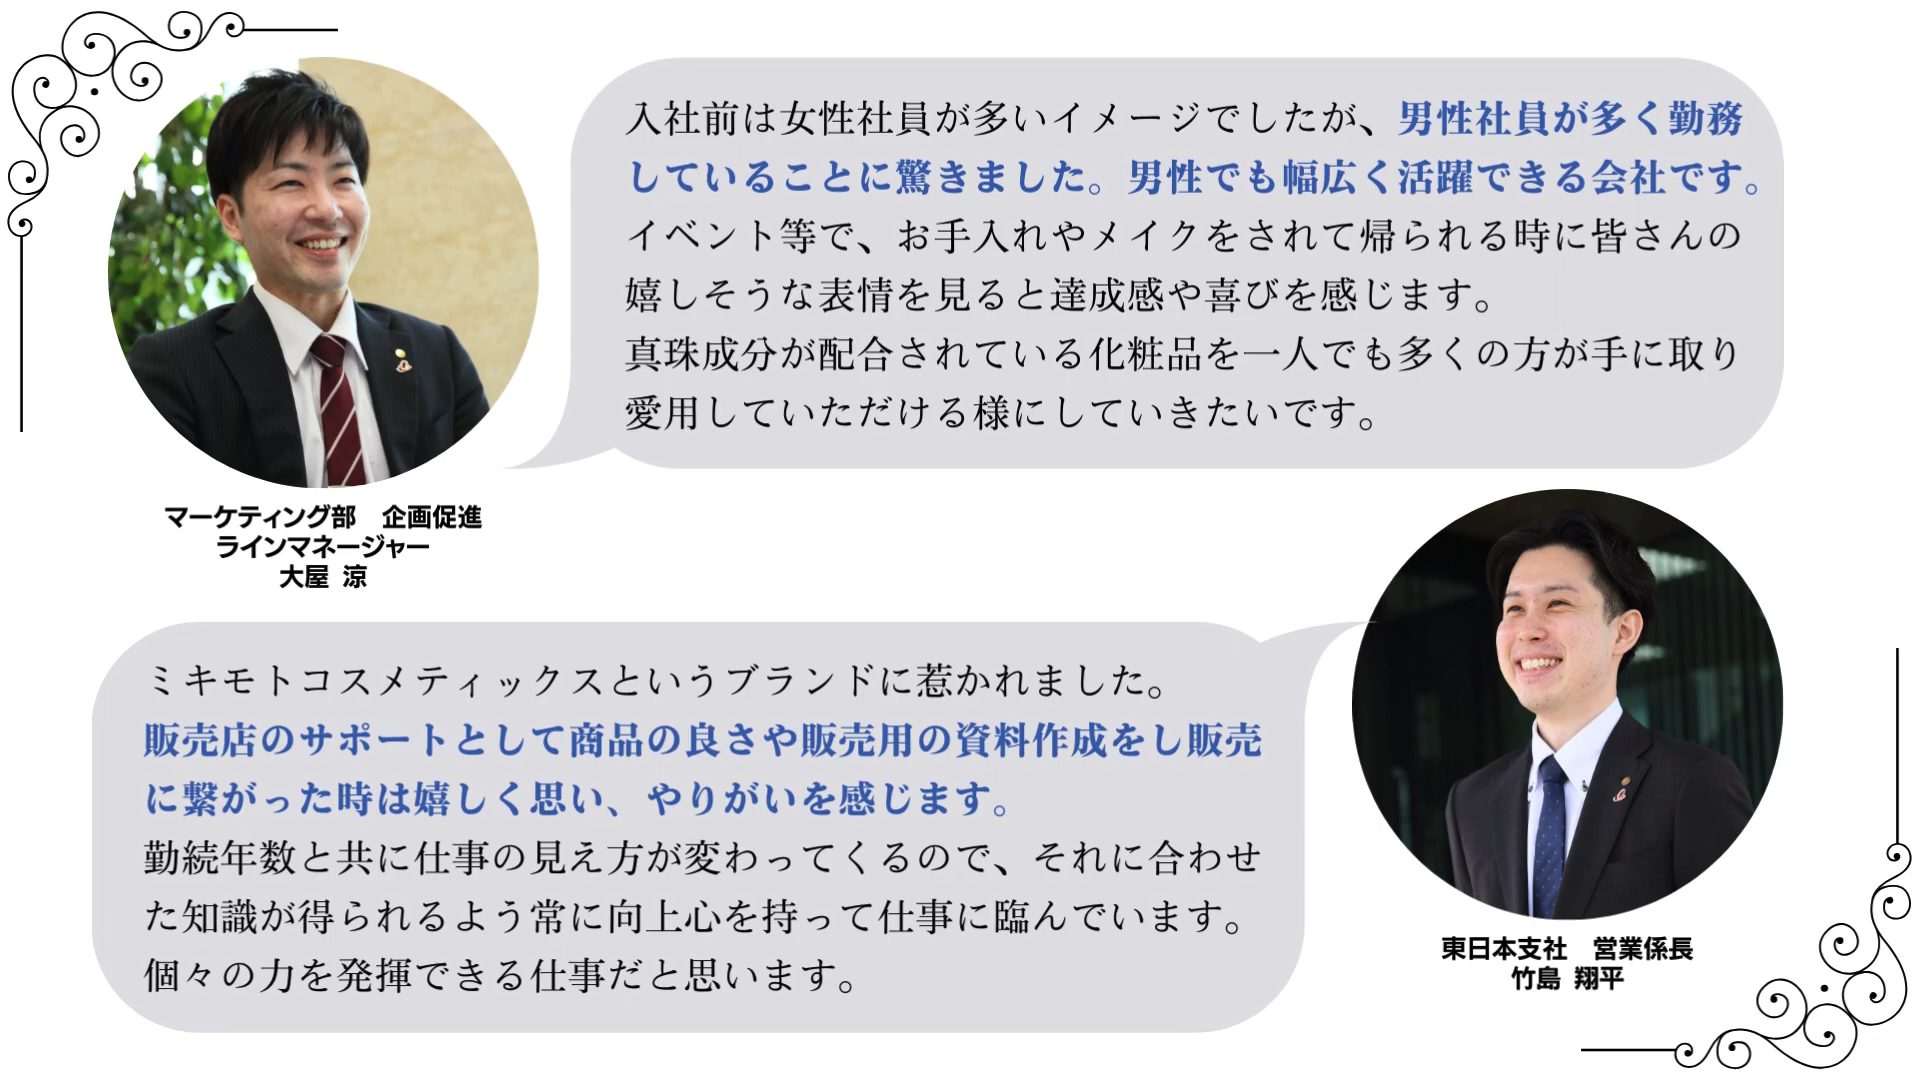 入社前は女性社員が多いイメージでしたが、男性社員が多く勤務
していることに驚きました。男性でも幅広く活躍できる会社です。
イベント等で、お手入れやメイクをされて帰られる時に皆さんの
嬉しそうな表情を見ると達成感や喜びを感じます。
真珠成分が配合されている化粧品を一人でも多くの方が手に取り
愛用していただける様にしていきたいです。
マーケティング部　企画促進
ラインマネージャー
大屋 涼
ミキモトコスメティックスというブランドに惹かれました。
販売店のサポートとして商品の良さや販売用の資料作成をし販売
に繋がった時は嬉しく思い、やりがいを感じます。
勤続年数と共に仕事の見え方が変わってくるので、それに合わせ
た知識が得られるよう常に向上心を持って仕事に臨んでいます。
個々の力を発揮できる仕事だと思います。
東日本支社　営業係長
竹島 翔平